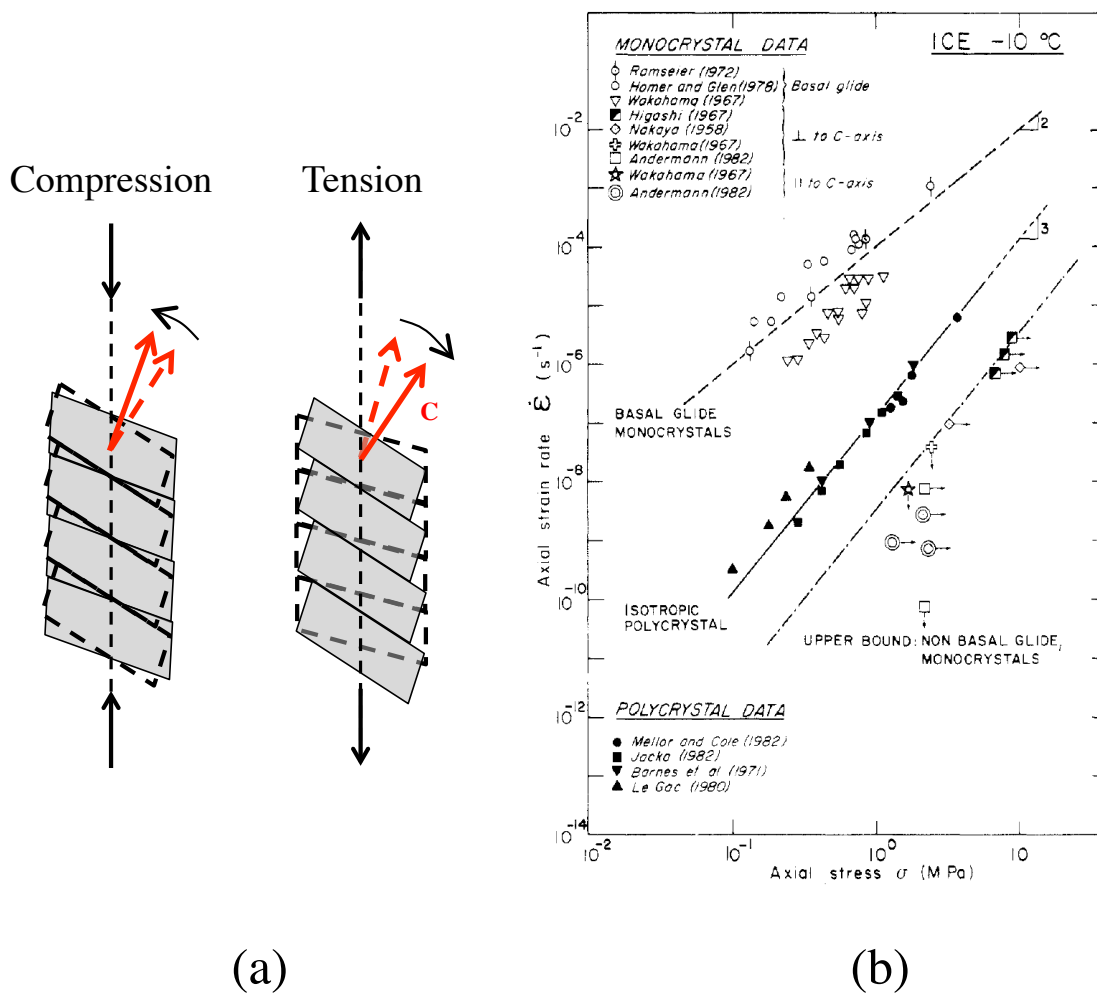 Compression
Tension
C
(a)
MONOCRYSTAL DATA
Ramseier (1972)
Homer and Glen (1978)
Wakahama (1967)
Higashi (1967)
Nakaya (1958)
Wakahama (1967)
Andermann (1982)
Wakahama (1967)
Andermann (1982)
Basal glide
⊥ to C-axis
|| to C-axis
ICE -10 °C
2
3
BASAL GLIDE
MONOCRYSTALS
ISOTROPIC
POLYCRYSTAL
UPPER BOUND: NON BASAL GLIDE,
MONOCRYSTALS
POLYCRYSTAL DATA
Mellor and Cole (1982)
Jacka (1982)
Barnes et al (1971)
Le Gac (1980)
Axial strain rate ε̇ (s⁻¹)
10⁻²
10⁻⁴
10⁻⁶
10⁻⁸
10⁻¹⁰
10⁻¹²
10⁻¹⁴
10⁻²
10⁻¹
10⁰
10
Axial stress σ (MPa)
(b)